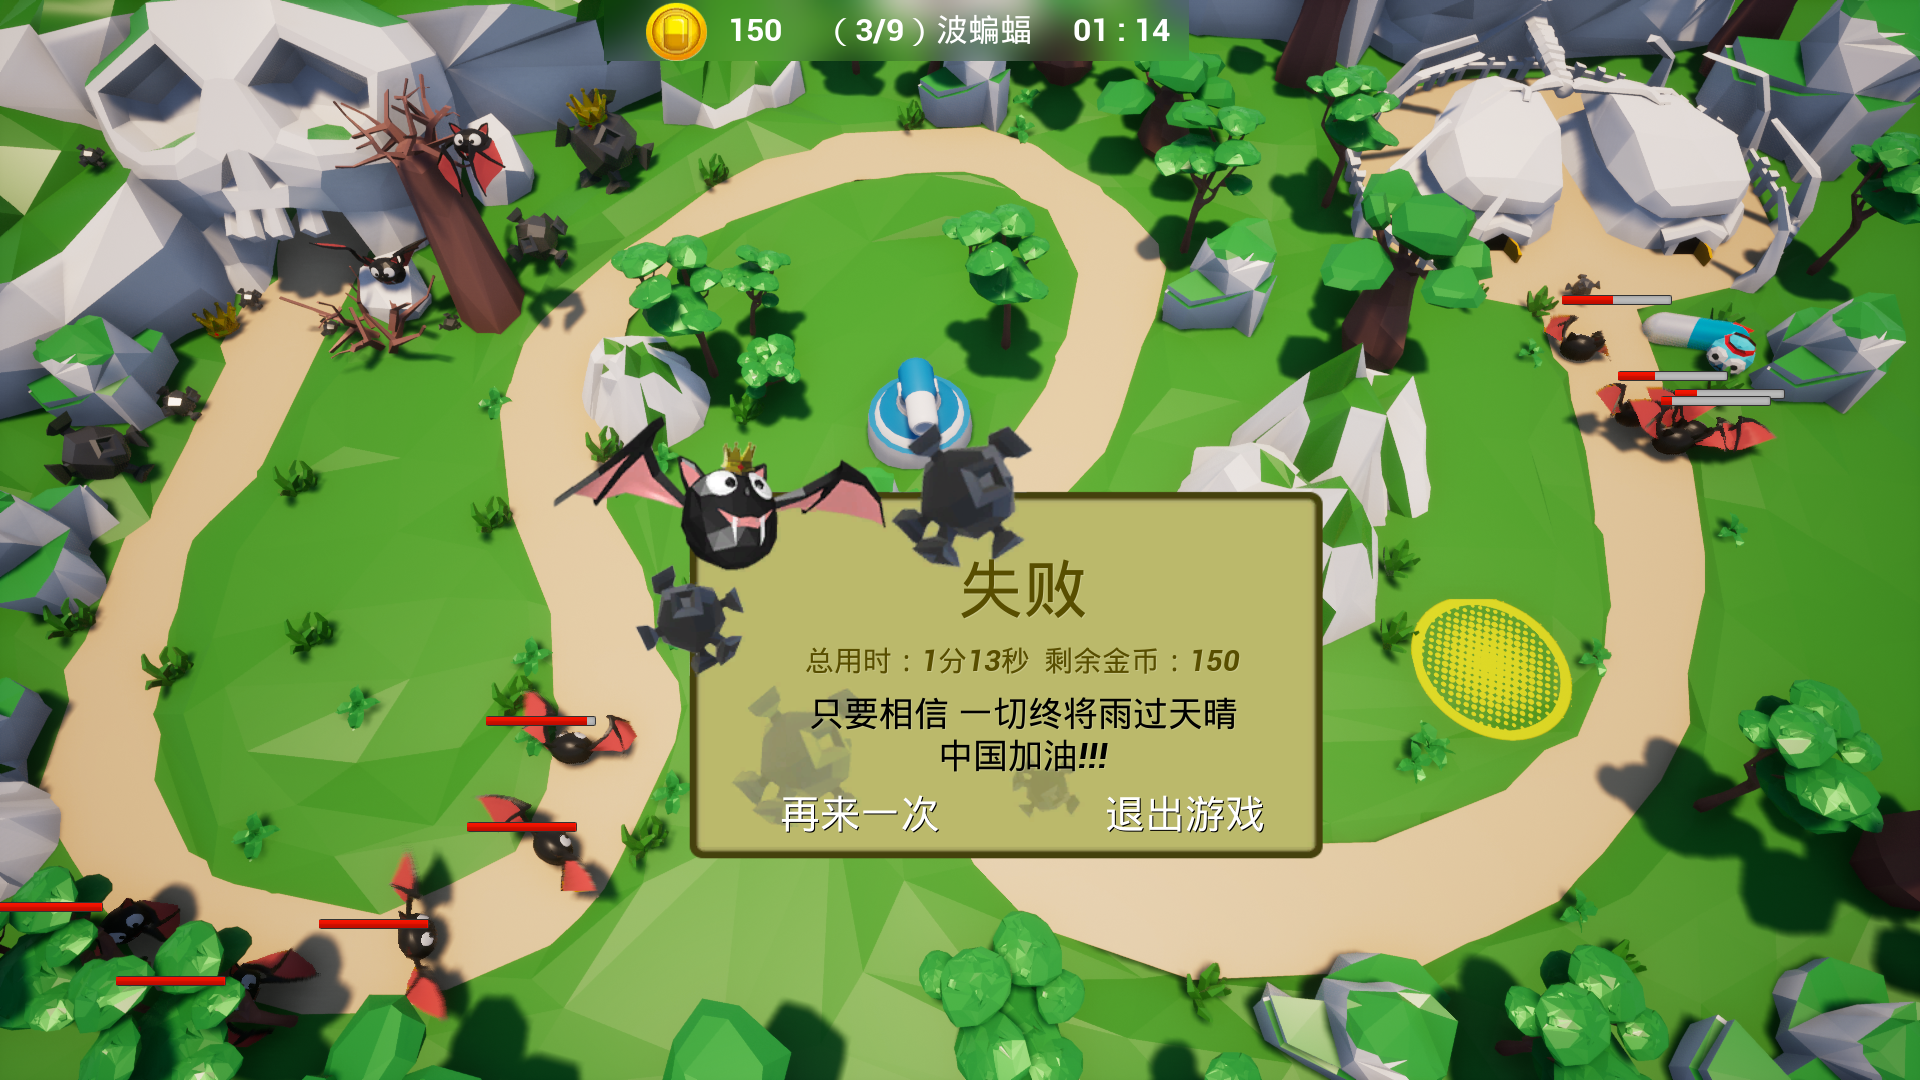 150 （3/9）波蝙蝠 01 : 14
失败
总用时：1分13秒 剩余金币：150
只要相信 一切终将雨过天晴
中国加油!!!
再来一次 退出游戏